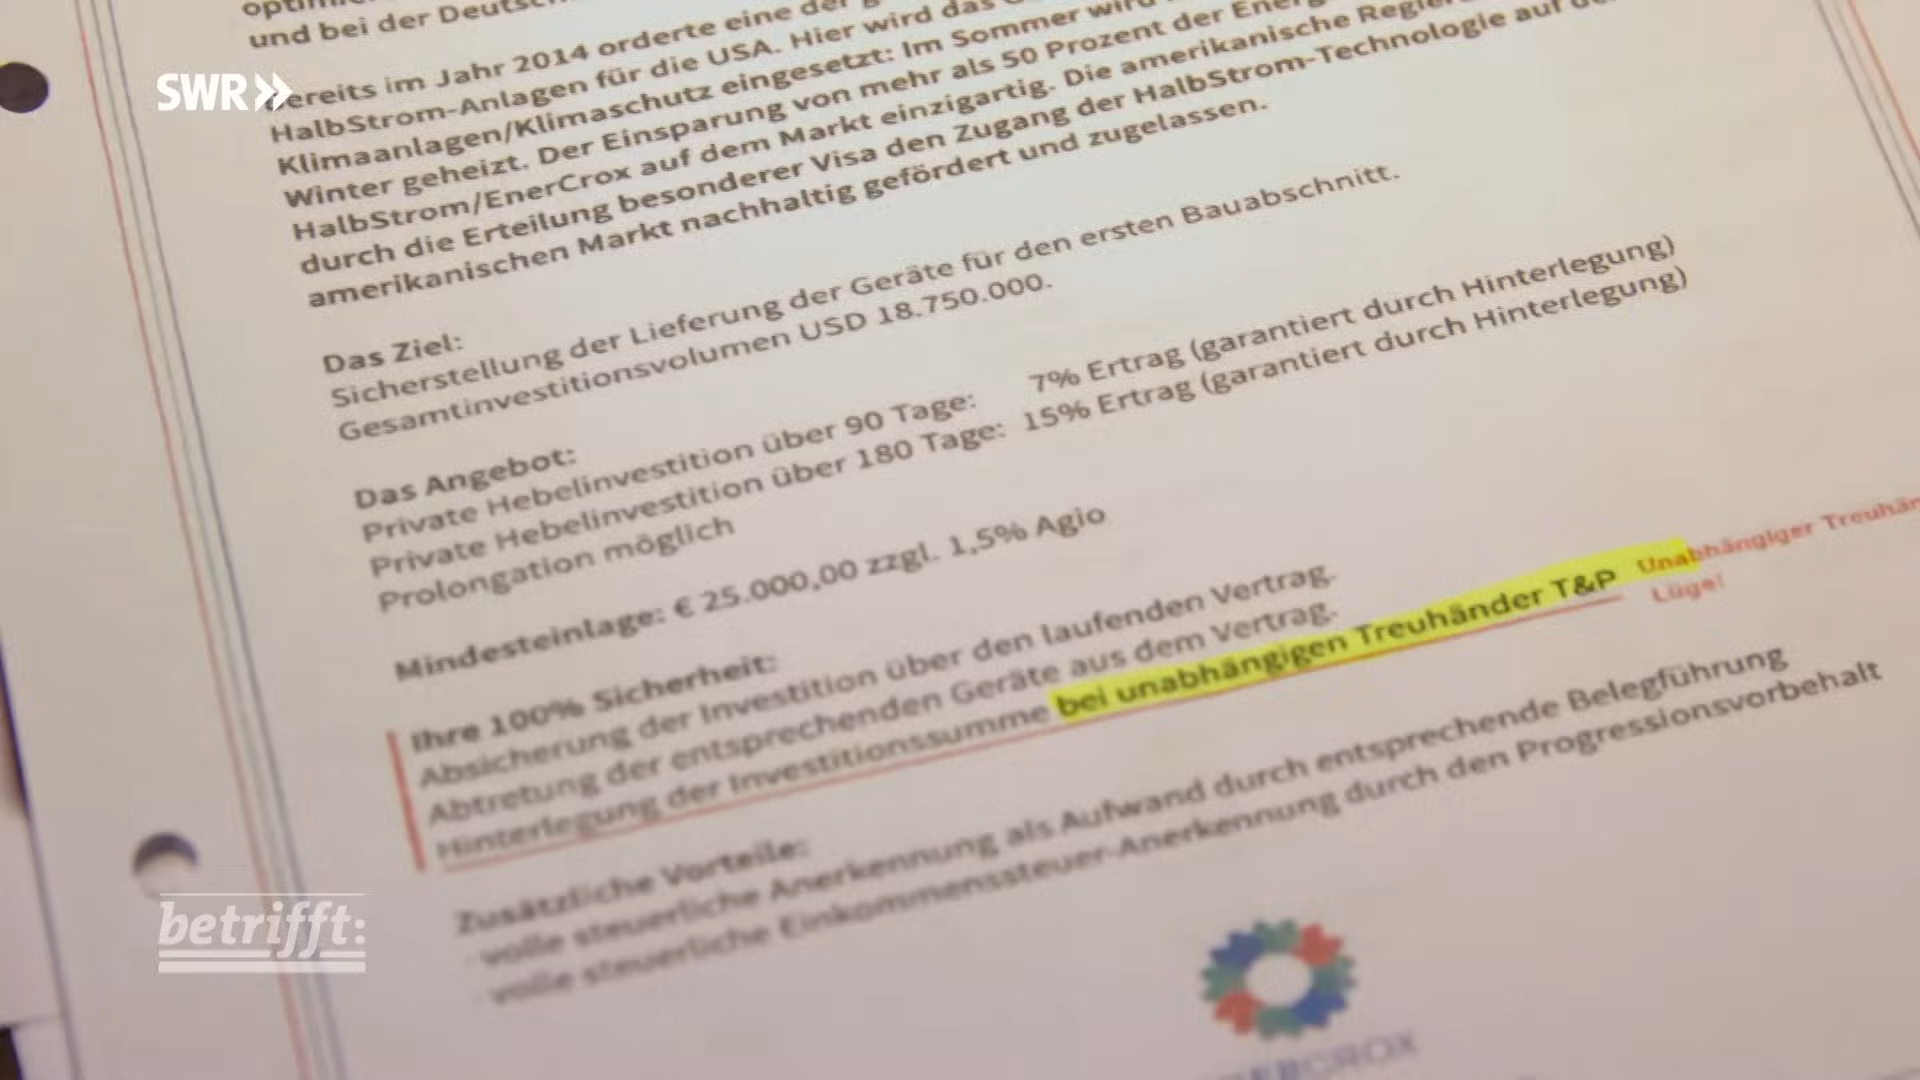 und bei der
Bereits im Jahr 2014 orderte eine der
HalbStrom-Anlagen für die USA. Hier wird das
Klimaanlagen/Klimaschutz eingesetzt: Im Sommer wird
Winter geheizt. Der Einsparung von mehr als 50 Prozent der
HalbStrom/EnerCrox auf dem Markt einzigartig. Die amerikanische
durch die Erteilung besonderer Visa den Zugang der HalbStrom-Technologie auf
amerikanischen Markt nachhaltig gefördert und zugelassen.
SWR
Das Ziel:
Sicherstellung der Lieferung der Geräte für den ersten Bauabschnitt.
Gesamtinvestitionsvolumen USD 18.750.000.
Das Angebot:
Private Hebelinvestition über 90 Tage: 7% Ertrag (garantiert durch Hinterlegung)
Private Hebelinvestition über 180 Tage: 15% Ertrag (garantiert durch Hinterlegung)
Prolongation möglich
Mindesteinlage: € 25.000,00 zzgl. 1,5% Agio
Ihre 100% Sicherheit:
Absicherung der Investition über den laufenden Vertrag.
Abtretung der entsprechenden Geräte aus dem Vertrag.
Hinterlegung der Investitionssumme bei unabhängigen Treuhänder T&P
Unabhängiger
Lüge!
Zusätzliche Vorteile:
- volle steuerliche Anerkennung als Aufwand durch entsprechende Belegführung
- volle steuerliche Einkommenssteuer-Anerkennung durch den Progressionsvorbehalt
betrifft: